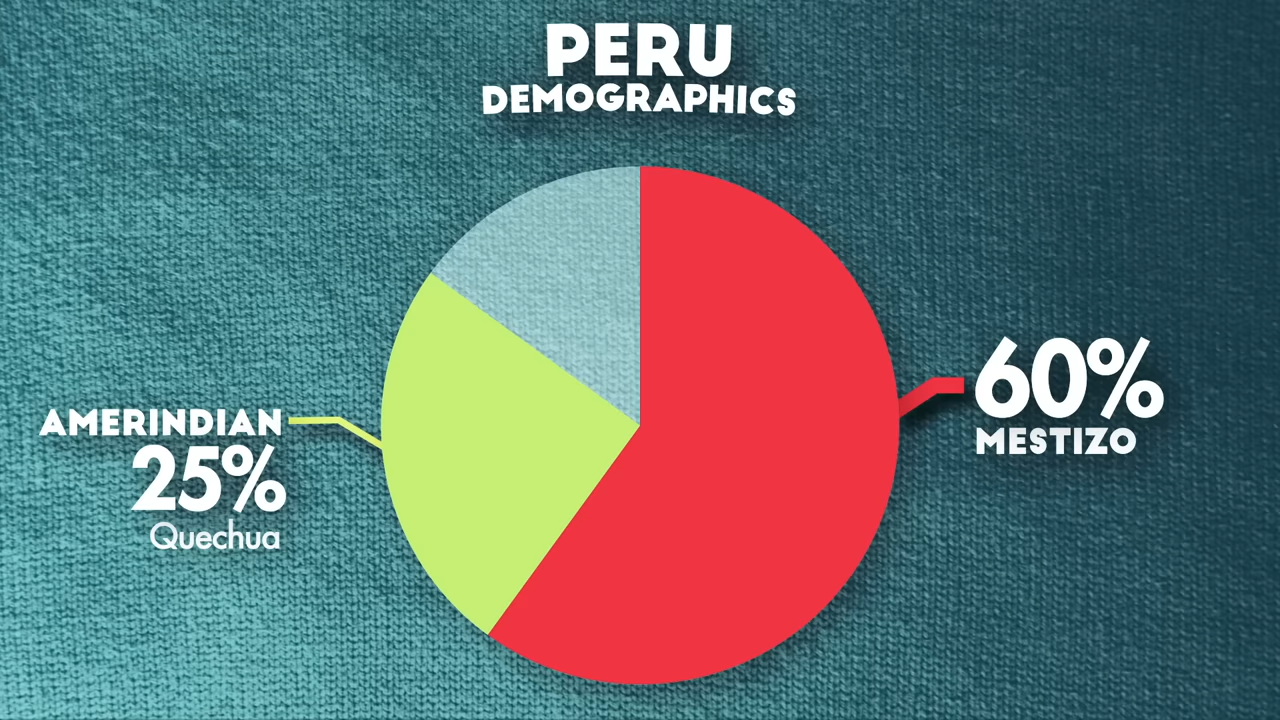 PERU
DEMOGRAPHICS
60%
MESTIZO
AMERINDIAN
25%
Quechua